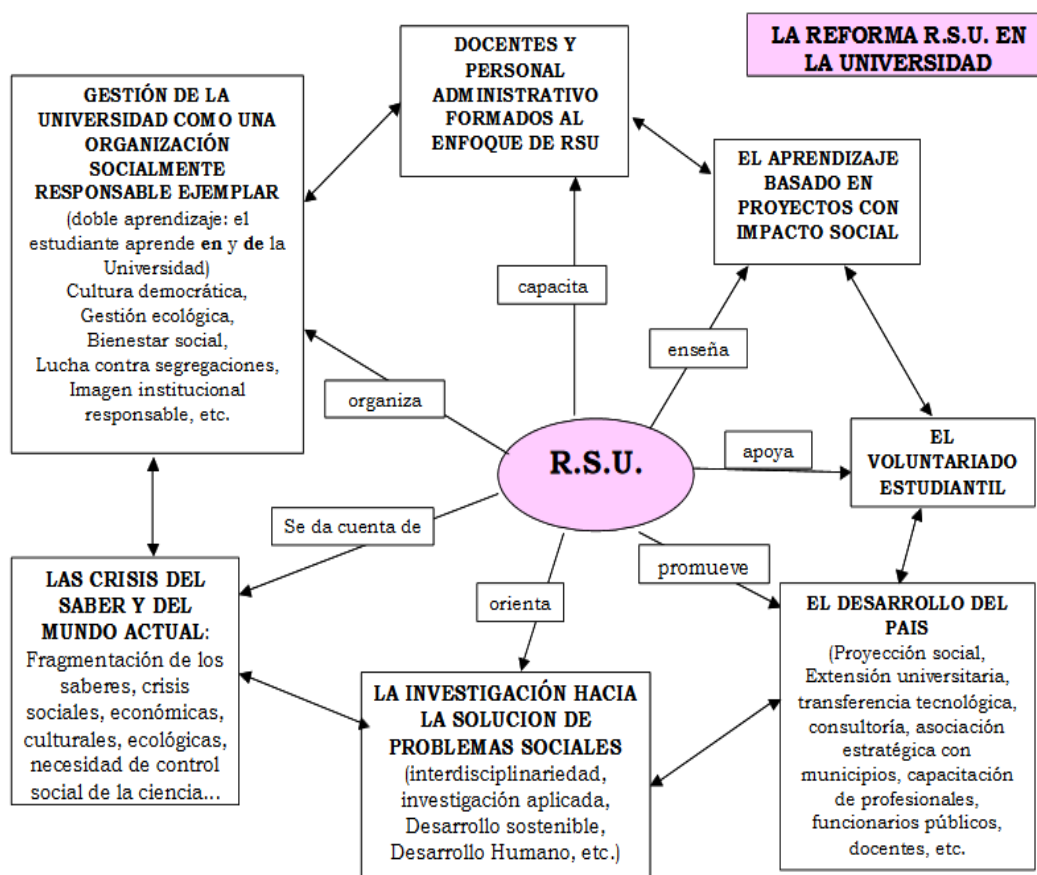 LA REFORMA R.S.U. EN
LA UNIVERSIDAD
DOCENTES Y
PERSONAL
ADMINISTRATIVO
FORMADOS AL
ENFOQUE DE RSU
GESTIÓN DE LA
UNIVERSIDAD COMO UNA
ORGANIZACIÓN
SOCIALMENTE
RESPONSABLE EJEMPLAR
(doble aprendizaje: el
estudiante aprende en y de la
Universidad)
Cultura democrática,
Gestión ecológica,
Bienestar social,
Lucha contra segregaciones,
Imagen institucional
responsable, etc.
EL APRENDIZAJE
BASADO EN
PROYECTOS CON
IMPACTO SOCIAL
capacita
enseña
organiza
R.S.U.
apoya
EL
VOLUNTARIADO
ESTUDIANTIL
Se da cuenta de
orienta
promueve
LAS CRISIS DEL
SABER Y DEL
MUNDO ACTUAL:
Fragmentación de los
saberes, crisis
sociales, económicas,
culturales, ecológicas,
necesidad de control
social de la ciencia...
LA INVESTIGACIÓN HACIA
LA SOLUCION DE
PROBLEMAS SOCIALES
(interdisciplinariedad,
investigación aplicada,
Desarrollo sostenible,
Desarrollo Humano, etc.)
EL DESARROLLO DEL
PAIS
(Proyección social,
Extensión universitaria,
transferencia tecnológica,
consultoría, asociación
estratégica con
municipios, capacitación
de profesionales,
funcionarios públicos,
docentes, etc.